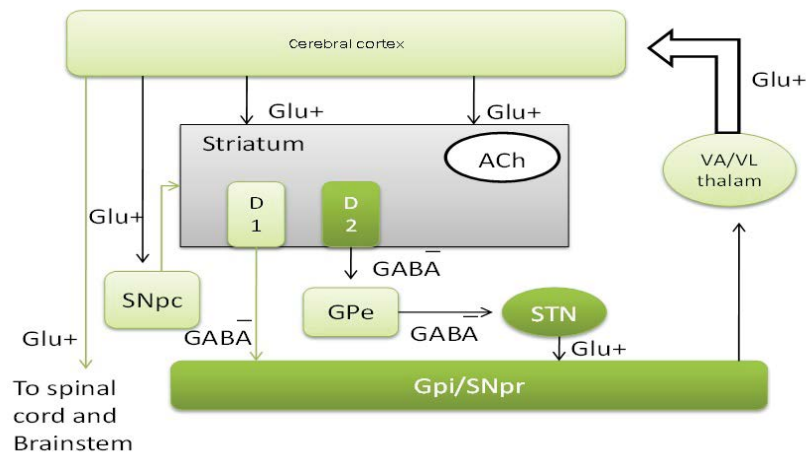 Cerebral cortex
Glu+
Glu+
Glu+
Striatum
ACh
VA/VL
thalam
D
1
D
2
Glu+
GABA
SNpc
GPe
STN
GABA
GABA
Glu+
Glu+
Gpi/SNpr
To spinal
cord and
Brainstem